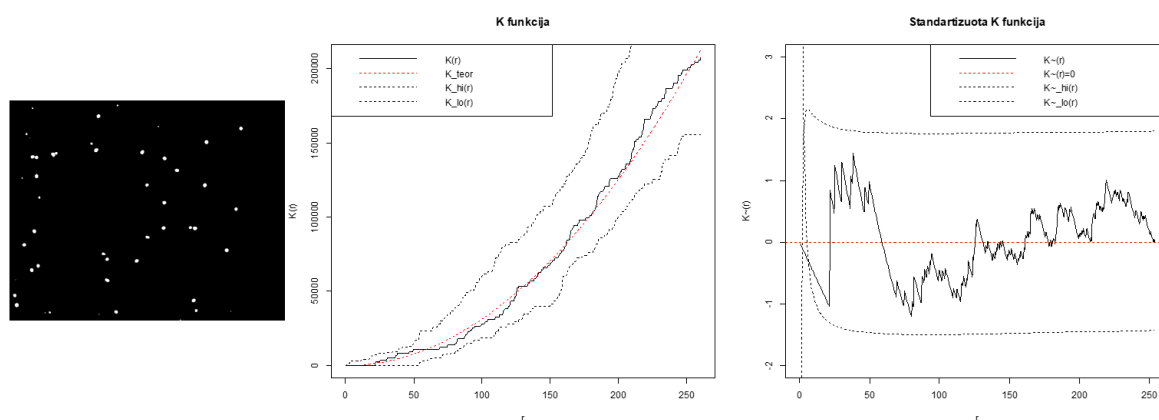 K funkcija
K(r)
K_teor
K_hi(r)
K_lo(r)
K(r)
0
50000
100000
150000
200000
0 50 100 150 200 250
r
Standartizuota K funkcija
K~(r)
K~(r)=0
K~_hi(r)
K~_lo(r)
K~(r)
3
2
1
0
-1
-2
0 50 100 150 200 250
r